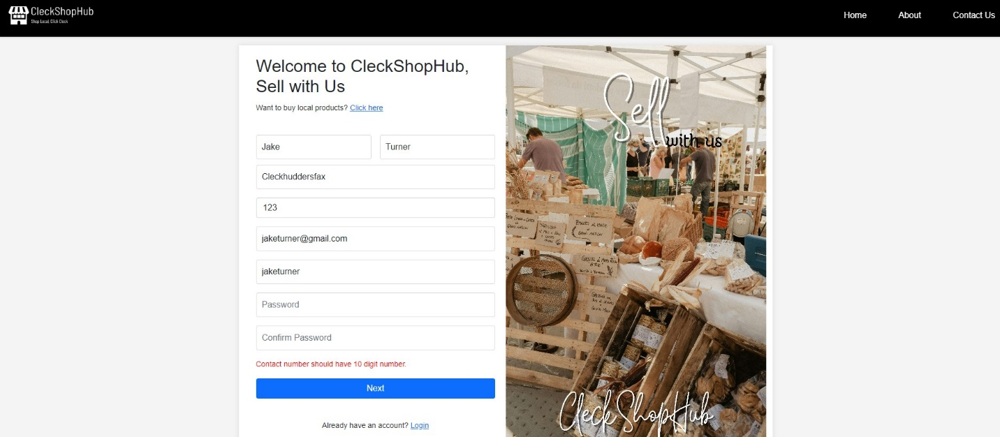 CleckShopHub
Shop Local, Click Cleck
Home About Contact Us
Welcome to CleckShopHub,
Sell with Us
Want to buy local products? Click here
Jake Turner
Cleckhuddersfax
123
jaketurner@gmail.com
jaketurner
Password
Confirm Password
Contact number should have 10 digit number.
Next
Already have an account? Login
Sell
with us
CleckShopHub